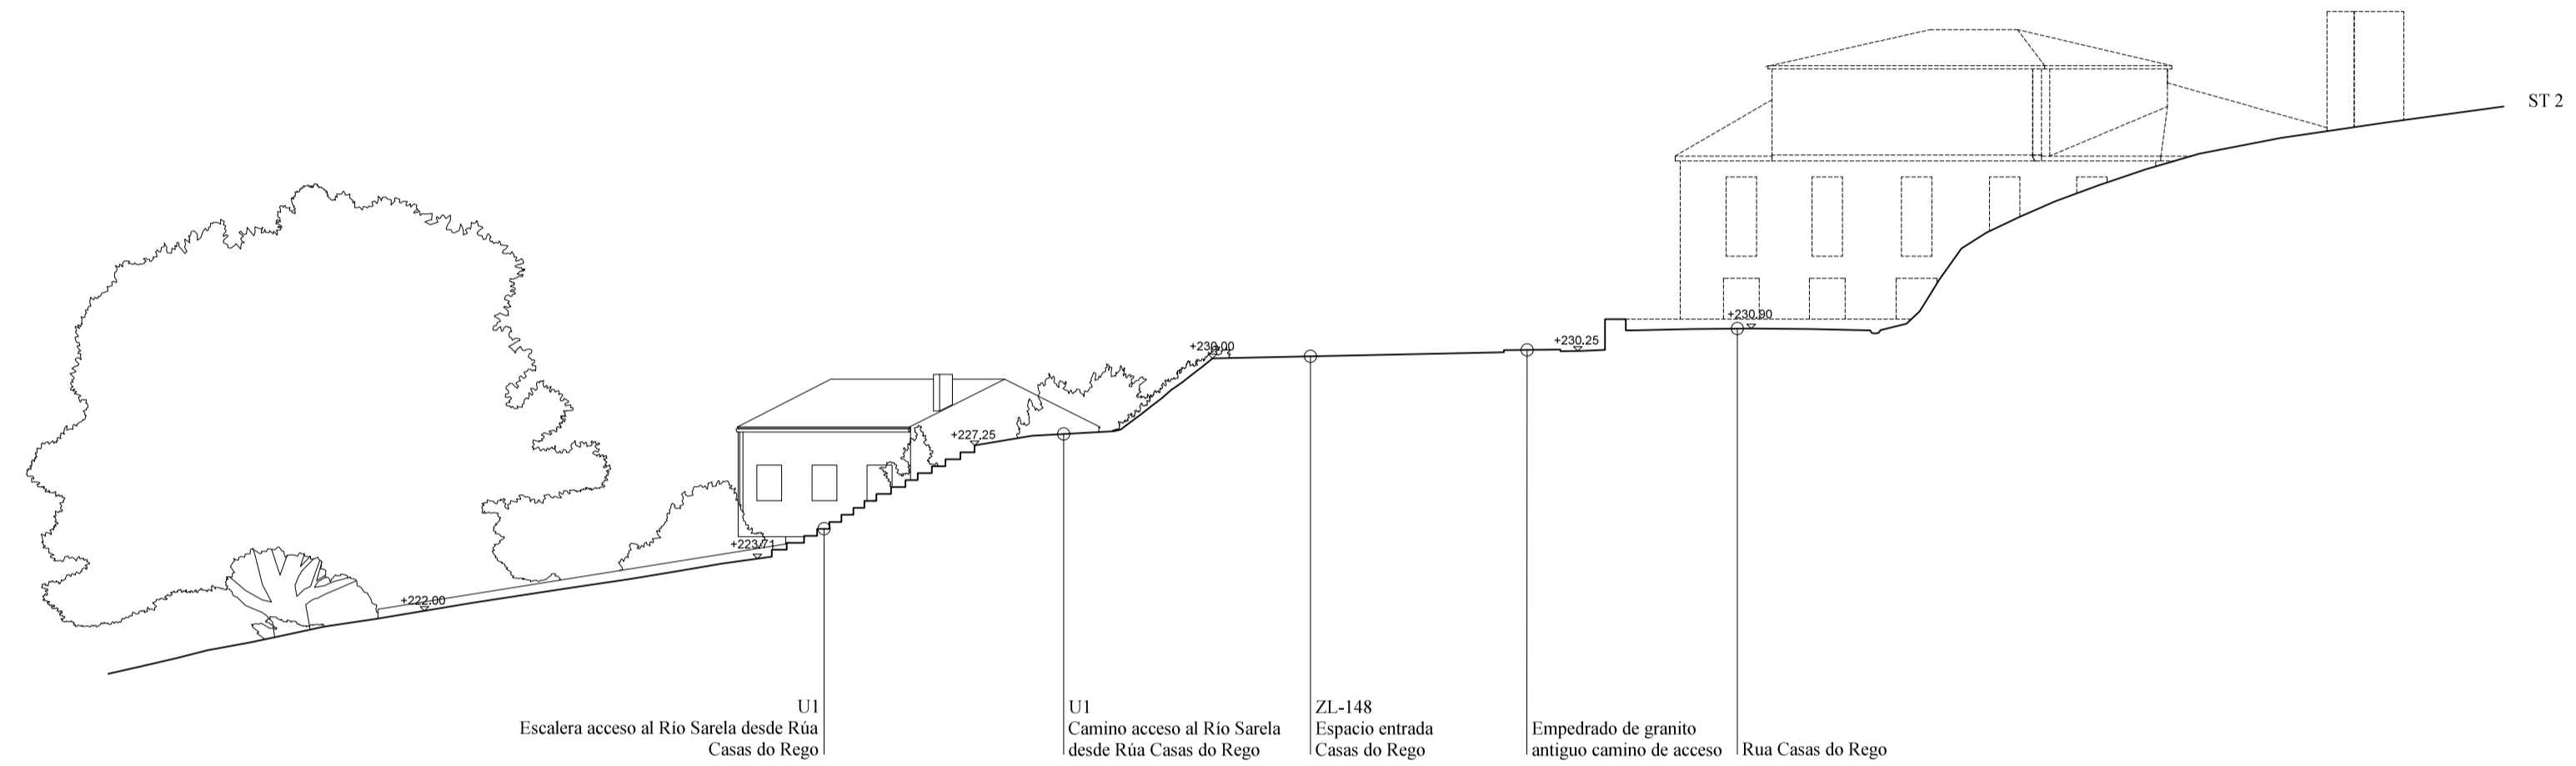 ST 2
+230.90
+230.25
+230.00
+227.25
+223.71
+222.00
U1
Escalera acceso al Río Sarela desde Rúa
Casas do Rego
U1
Camino acceso al Río Sarela
desde Rúa Casas do Rego
ZL-148
Espacio entrada
Casas do Rego
Empedrado de granito
antiguo camino de acceso
Rua Casas do Rego